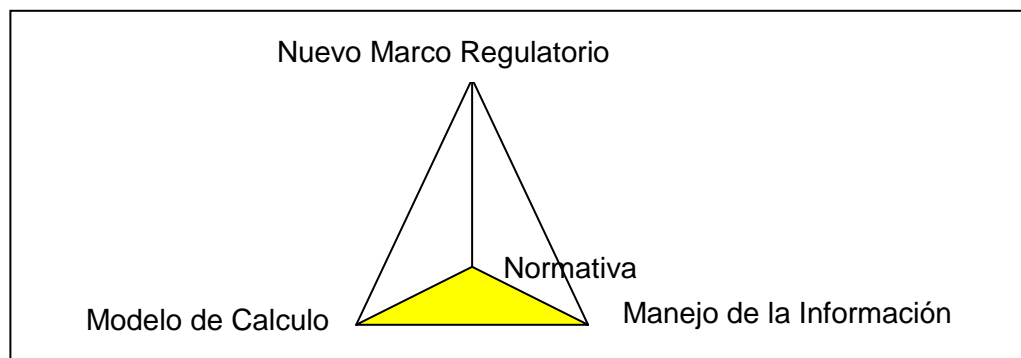 Nuevo Marco Regulatorio
Normativa
Modelo de Calculo
Manejo de la Información